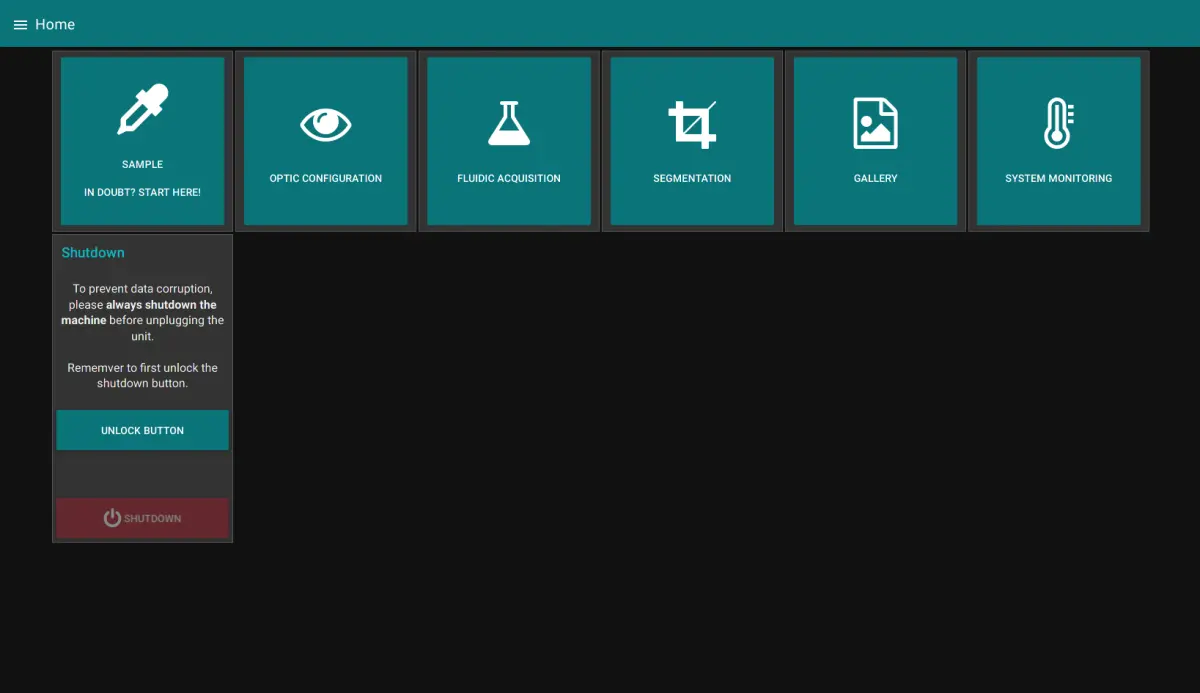 Home
SAMPLE
IN DOUBT? START HERE!
OPTIC CONFIGURATION
FLUIDIC ACQUISITION
SEGMENTATION
GALLERY
SYSTEM MONITORING
Shutdown
To prevent data corruption,
please always shutdown the
machine before unplugging the
unit.
Rememver to first unlock the
shutdown button.
UNLOCK BUTTON
SHUTDOWN